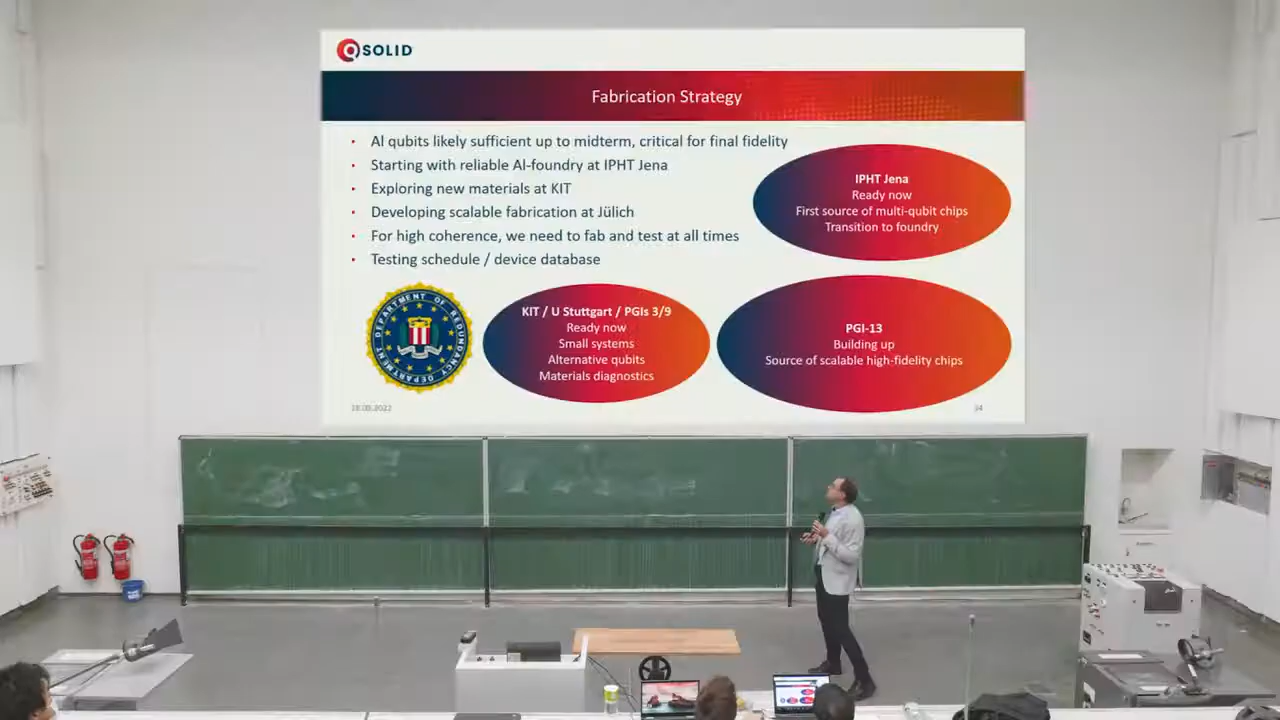 QSOLID
Fabrication Strategy
• Al qubits likely sufficient up to midterm, critical for final fidelity
• Starting with reliable Al-foundry at IPHT Jena
• Exploring new materials at KIT
• Developing scalable fabrication at Jülich
• For high coherence, we need to fab and test at all times
• Testing schedule / device database
IPHT Jena
Ready now
First source of multi-qubit chips
Transition to foundry
DEPARTMENT OF REDUNDANCY DEPARTMENT
KIT / U Stuttgart / PGIs 3/9
Ready now
Small systems
Alternative qubits
Materials diagnostics
PGI-13
Building up
Source of scalable high-fidelity chips
24